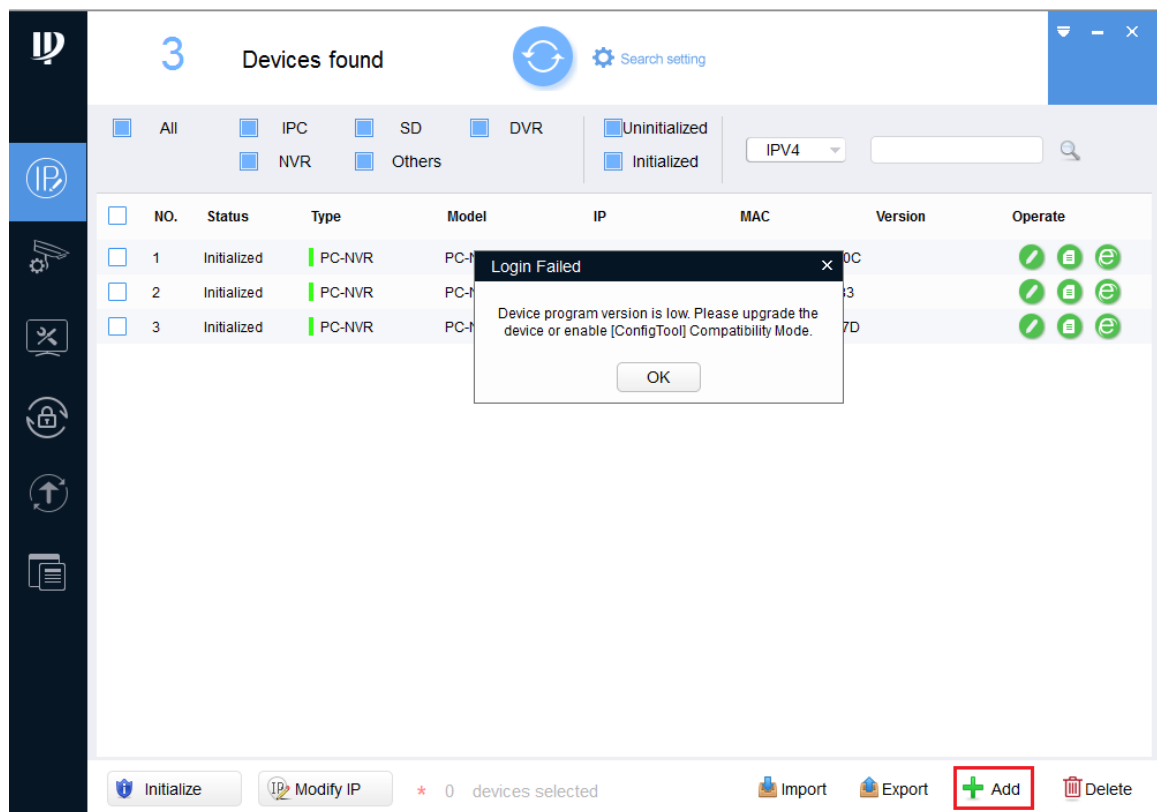 3 Devices found Search setting
All IPC SD DVR Uninitialized
NVR Others Initialized IPV4
NO. Status Type Model IP MAC Version Operate
1 Initialized PC-NVR
2 Initialized PC-NVR
3 Initialized PC-NVR
Login Failed
Device program version is low. Please upgrade the
device or enable [ConfigTool] Compatibility Mode.
OK
Initialize Modify IP * 0 devices selected Import Export Add Delete